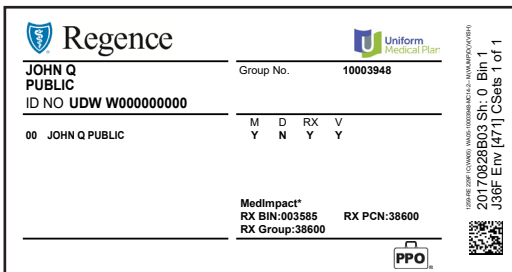 Regence
Uniform
Medical Plan
JOHN Q
PUBLIC
ID NO UDW W000000000
Group No. 10003948
00 JOHN Q PUBLIC
M D RX V
Y N Y Y
MedImpact*
RX BIN:003585 RX PCN:38600
RX Group:38600
PPO
20170828B03 Sh: 0 Bin 1
J36F Env [471] CSets 1 of 1